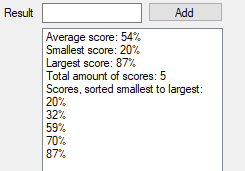 Result Add
Average score: 54%
Smallest score: 20%
Largest score: 87%
Total amount of scores: 5
Scores, sorted smallest to largest:
20%
32%
59%
70%
87%